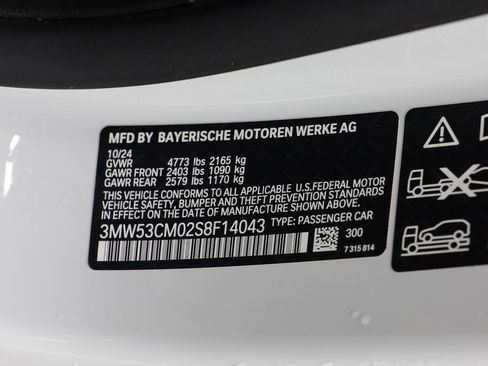 MFD BY BAYERISCHE MOTOREN WERKE AG
10/24
GVWR 4773 lbs 2165 kg
GAWR FRONT 2403 lbs 1090 kg
GAWR REAR 2579 lbs 1170 kg
THIS VEHICLE CONFORMS TO ALL APPLICABLE U.S.FEDERAL MOTOR
VEHICLE SAFETY, BUMPER AND THEFT PREVENTION STANDARDS
IN EFFECT ON THE DATE OF MANUFACTURE SHOWN ABOVE.
3MW53CM02S8F14043 TYPE: PASSENGER CAR
300
7 315 814